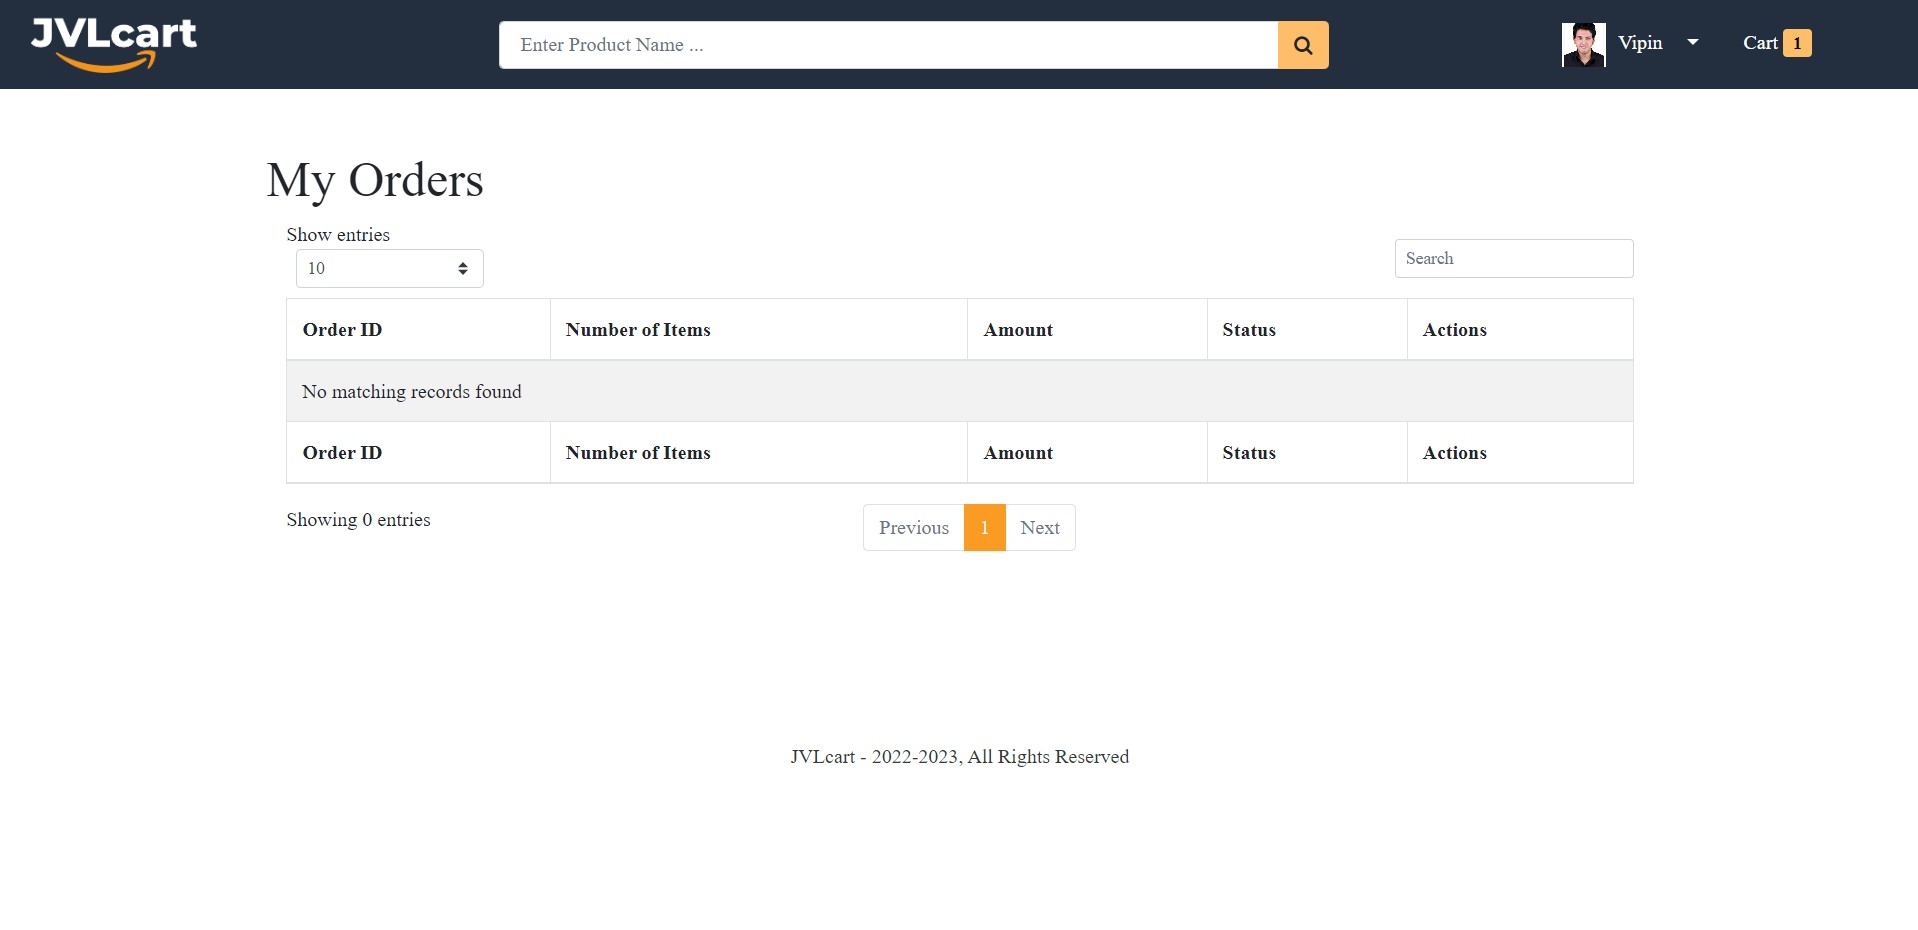 JVLcart
Enter Product Name ...
Vipin
Cart 1
My Orders
Show entries
10
Search
Order ID Number of Items Amount Status Actions
No matching records found
Order ID Number of Items Amount Status Actions
Showing 0 entries
Previous 1 Next
JVLcart - 2022-2023, All Rights Reserved